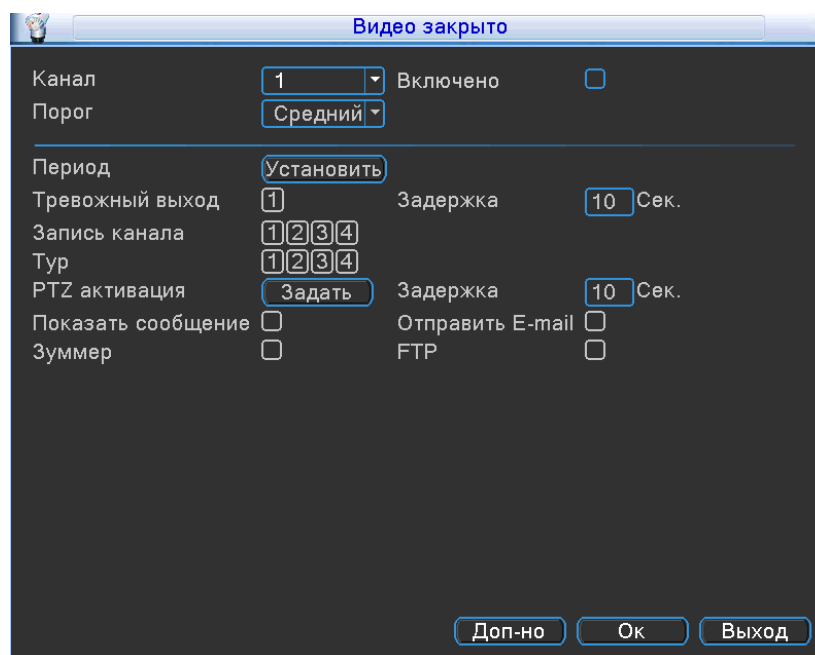 Видео закрыто
Канал 1 Включено
Порог Средний
Период Установить
Тревожный выход 1 Задержка 10 Сек.
Запись канала 1 2 3 4
Тур 1 2 3 4
PTZ активация Задать Задержка 10 Сек.
Показать сообщение Отправить E-mail
Зуммер FTP
Доп-но Ок Выход